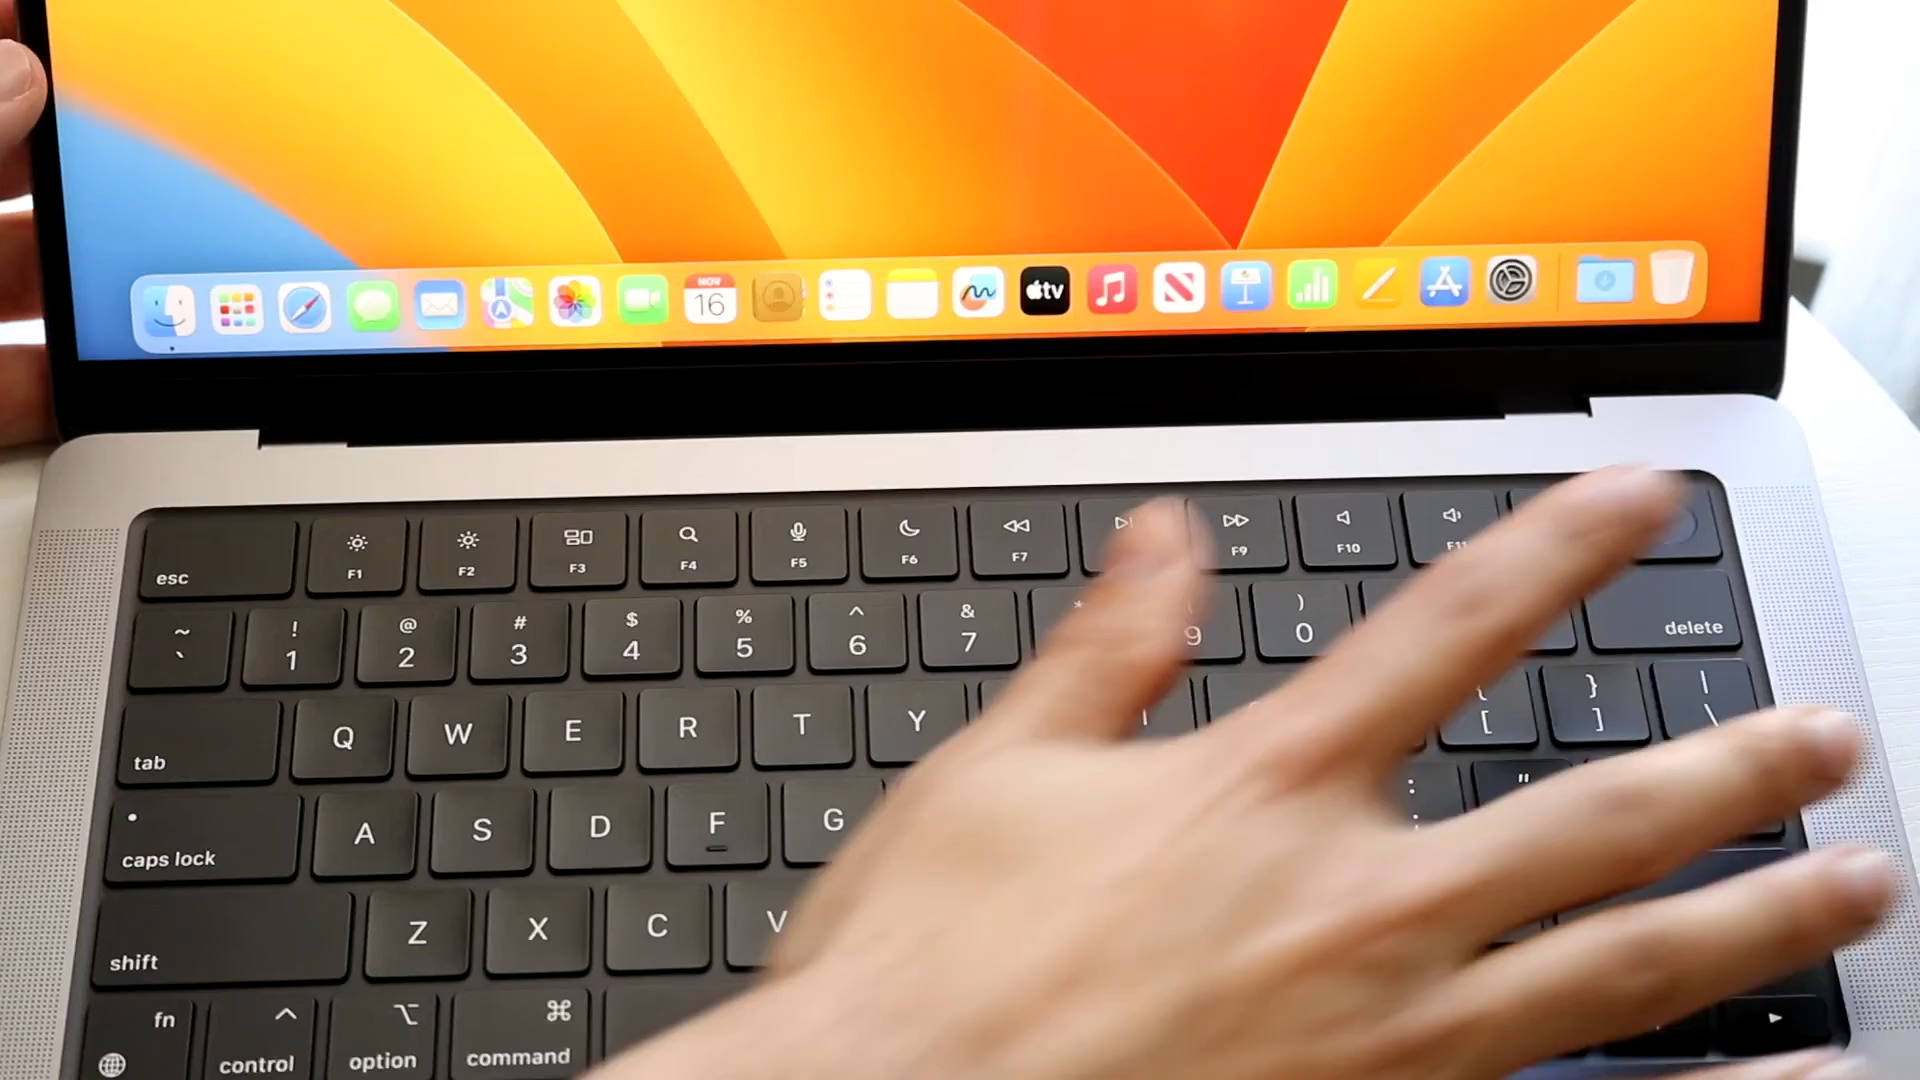 NOV
16
tv
esc
F1
F2
F3
F4
F5
F6
F7
F9
F10
F11
~
`
!
1
@
2
#
3
$
4
%
5
^
6
&
7
*
9
)
0
delete
tab
Q
W
E
R
T
Y
{
[
}
]
|
\
caps lock
A
S
D
F
G
:
;
"
shift
Z
X
C
V
fn
control
option
command